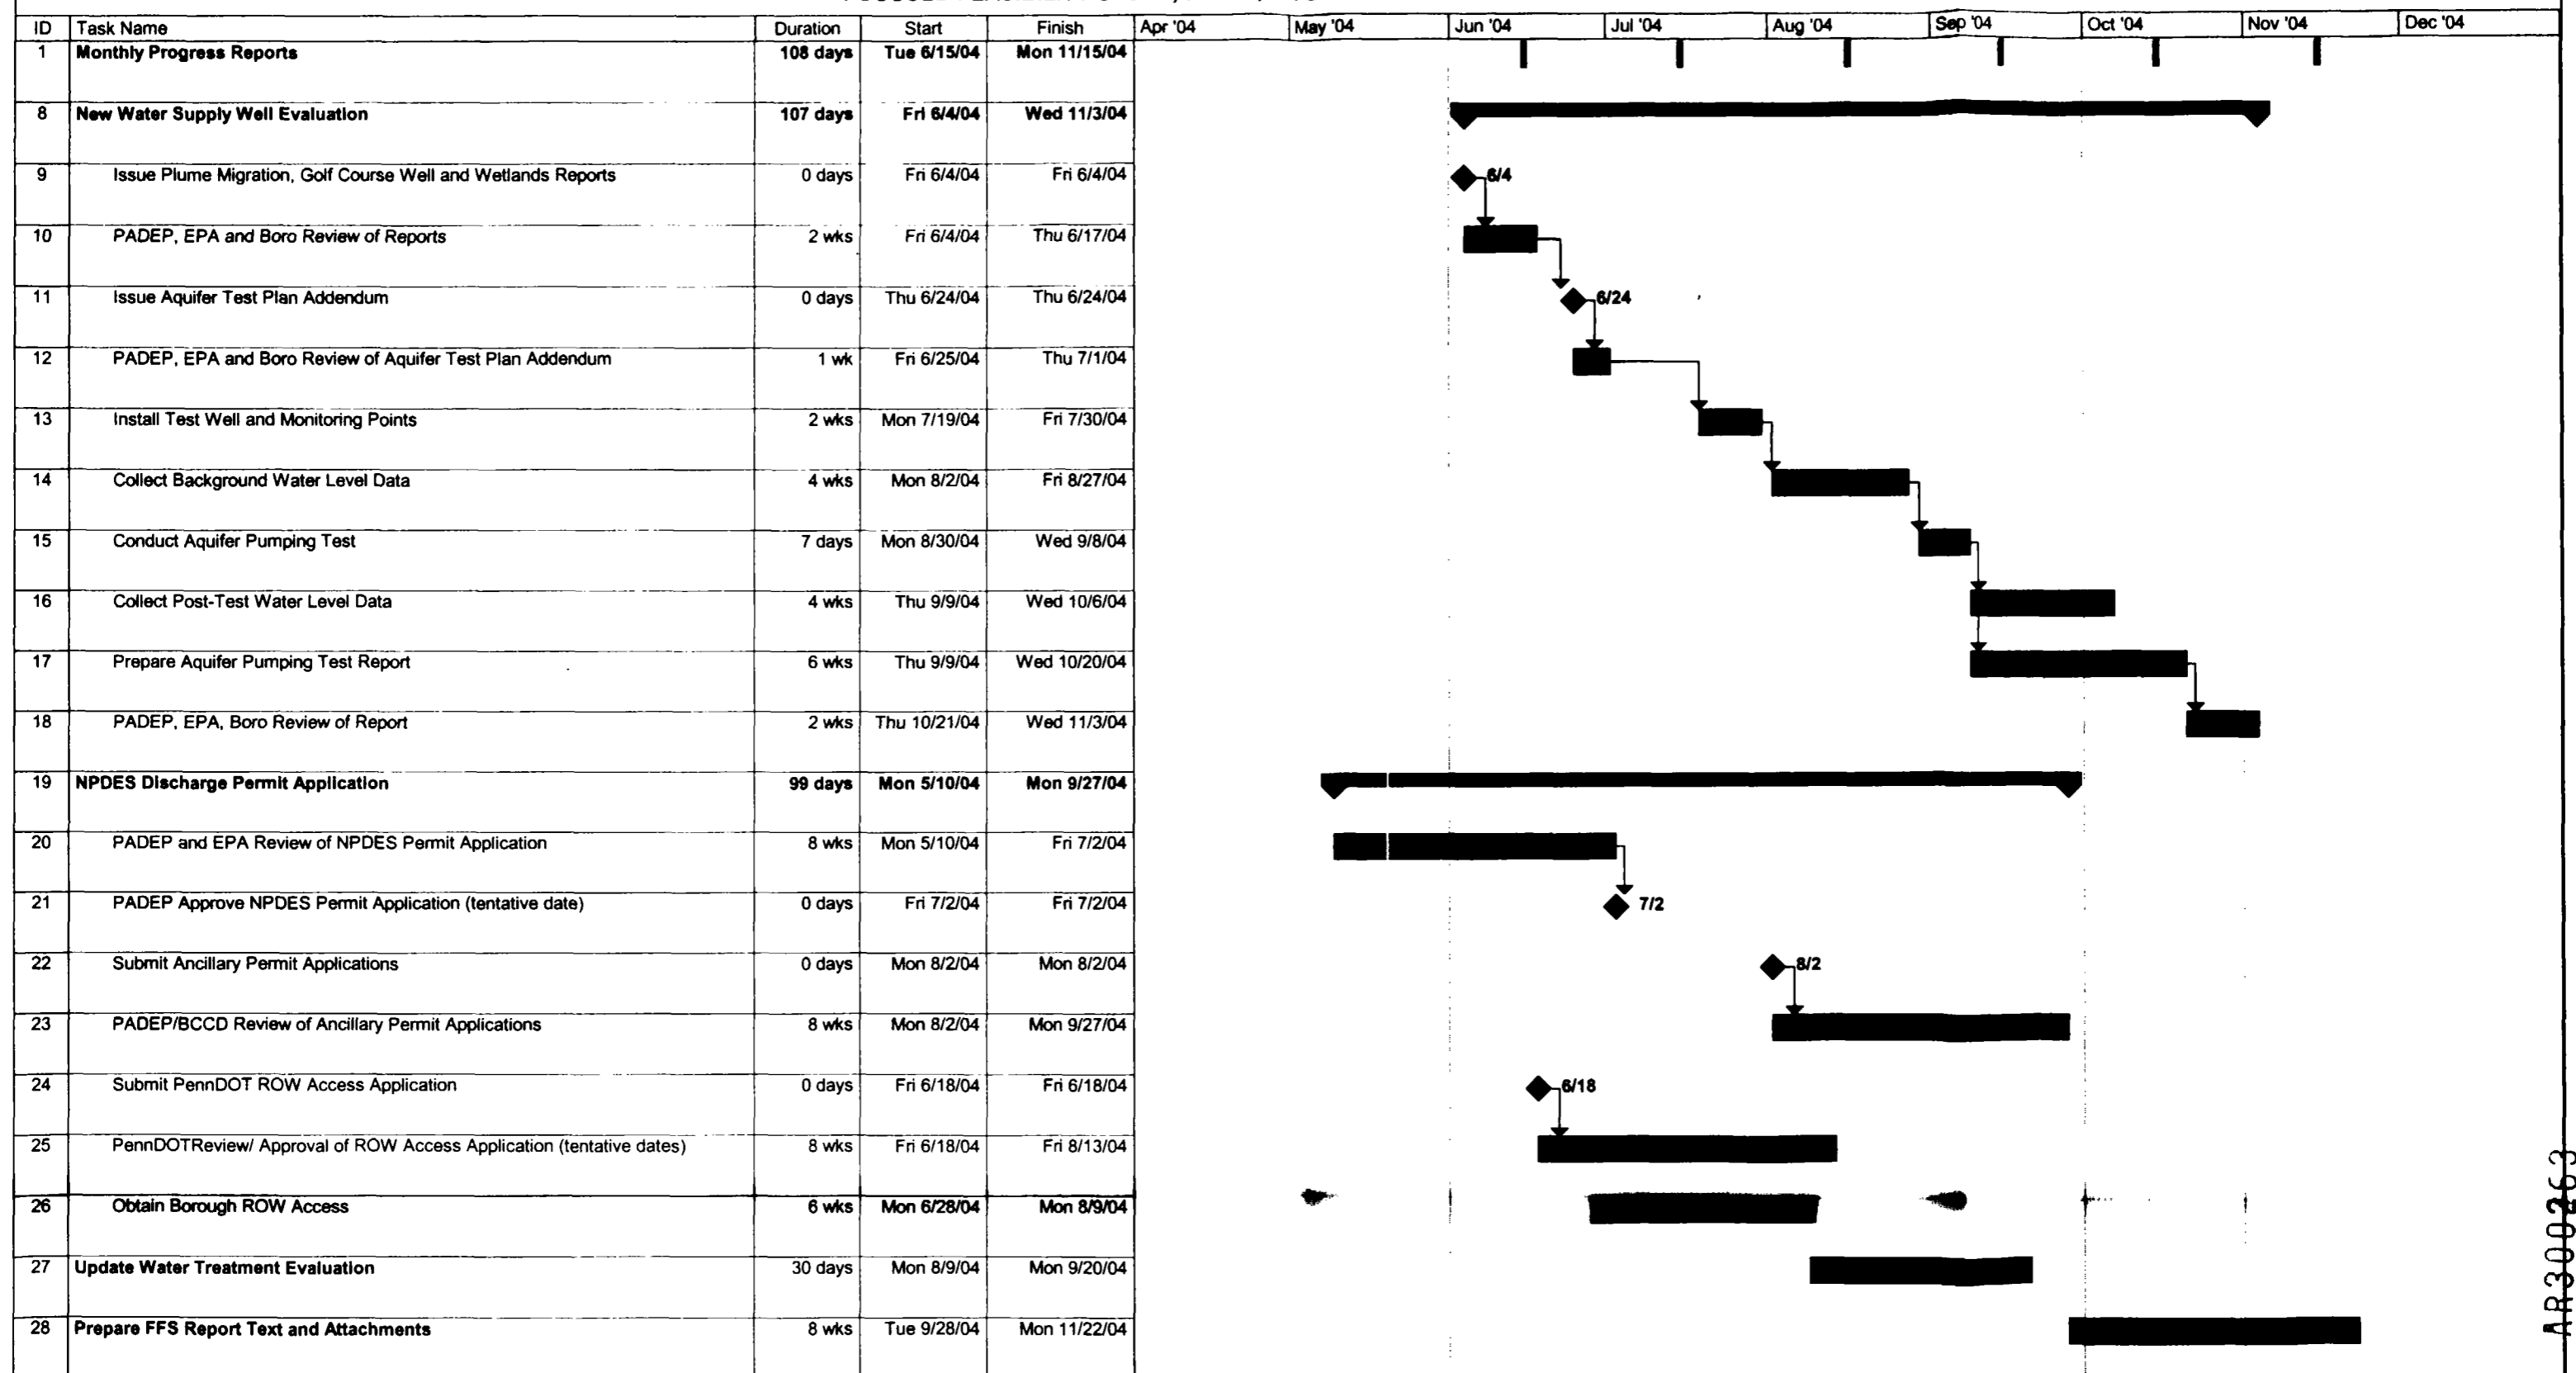 ID Task Name Duration Start Finish Apr '04 May '04 Jun '04 Jul '04 Aug '04 Sep '04 Oct '04 Nov '04 Dec '04
1 Monthly Progress Reports 108 days Tue 6/15/04 Mon 11/15/04
8 New Water Supply Well Evaluation 107 days Fri 6/4/04 Wed 11/3/04
9 Issue Plume Migration, Golf Course Well and Wetlands Reports 0 days Fri 6/4/04 Fri 6/4/04 6/4
10 PADEP, EPA and Boro Review of Reports 2 wks Fri 6/4/04 Thu 6/17/04
11 Issue Aquifer Test Plan Addendum 0 days Thu 6/24/04 Thu 6/24/04 6/24
12 PADEP, EPA and Boro Review of Aquifer Test Plan Addendum 1 wk Fri 6/25/04 Thu 7/1/04
13 Install Test Well and Monitoring Points 2 wks Mon 7/19/04 Fri 7/30/04
14 Collect Background Water Level Data 4 wks Mon 8/2/04 Fri 8/27/04
15 Conduct Aquifer Pumping Test 7 days Mon 8/30/04 Wed 9/8/04
16 Collect Post-Test Water Level Data 4 wks Thu 9/9/04 Wed 10/6/04
17 Prepare Aquifer Pumping Test Report 6 wks Thu 9/9/04 Wed 10/20/04
18 PADEP, EPA, Boro Review of Report 2 wks Thu 10/21/04 Wed 11/3/04
19 NPDES Discharge Permit Application 99 days Mon 5/10/04 Mon 9/27/04
20 PADEP and EPA Review of NPDES Permit Application 8 wks Mon 5/10/04 Fri 7/2/04
21 PADEP Approve NPDES Permit Application (tentative date) 0 days Fri 7/2/04 Fri 7/2/04 7/2
22 Submit Ancillary Permit Applications 0 days Mon 8/2/04 Mon 8/2/04 8/2
23 PADEP/BCCD Review of Ancillary Permit Applications 8 wks Mon 8/2/04 Mon 9/27/04
24 Submit PennDOT ROW Access Application 0 days Fri 6/18/04 Fri 6/18/04 6/18
25 PennDOTReview/ Approval of ROW Access Application (tentative dates) 8 wks Fri 6/18/04 Fri 8/13/04
26 Obtain Borough ROW Access 6 wks Mon 6/28/04 Mon 8/9/04
27 Update Water Treatment Evaluation 30 days Mon 8/9/04 Mon 9/20/04
28 Prepare FFS Report Text and Attachments 8 wks Tue 9/28/04 Mon 11/22/04
AR300263